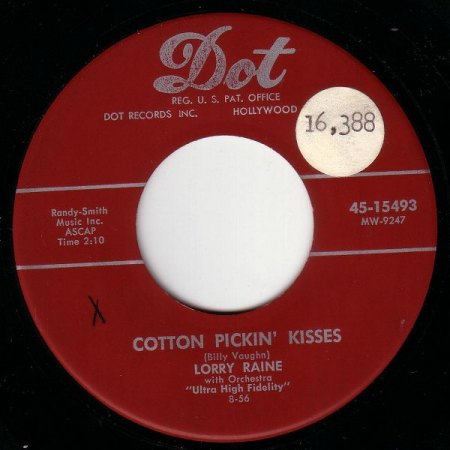 Dot
REG. U. S. PAT. OFFICE
DOT RECORDS INC. HOLLYWOOD
16,388
Randy-Smith
Music Inc.
ASCAP
Time 2:10
45-15493
MW-9247
X
COTTON PICKIN' KISSES
(Billy Vaughn)
LORRY RAINE
with Orchestra
"Ultra High Fidelity"
8-56